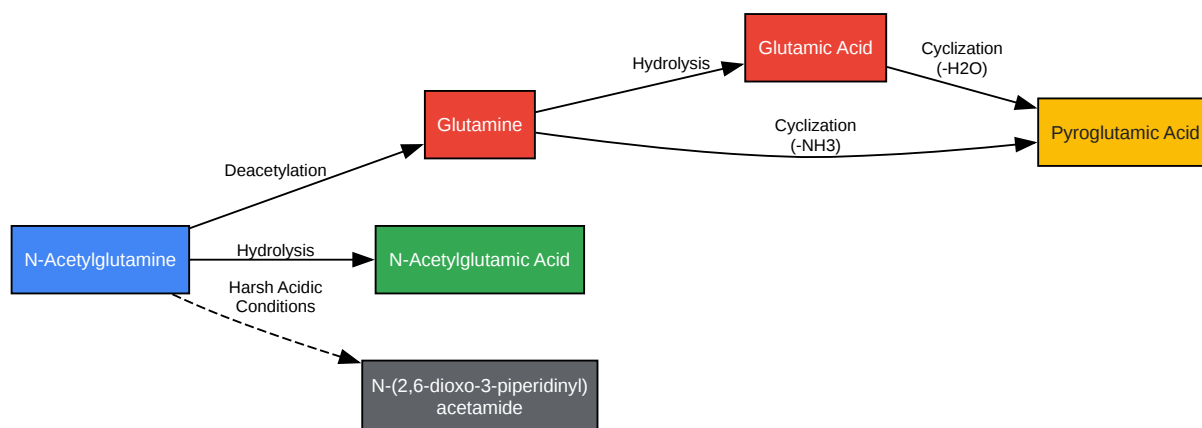 Glutamic Acid
Cyclization
(-H2O)
Hydrolysis
Glutamine
Cyclization
(-NH3)
Pyroglutamic Acid
Deacetylation
N-Acetylglutamine
Hydrolysis
N-Acetylglutamic Acid
Harsh Acidic
Conditions
N-(2,6-dioxo-3-piperidinyl)
acetamide